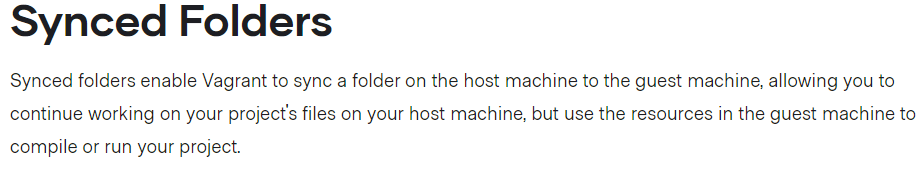 Synced Folders
Synced folders enable Vagrant to sync a folder on the host machine to the guest machine, allowing you to
continue working on your project's files on your host machine, but use the resources in the guest machine to
compile or run your project.